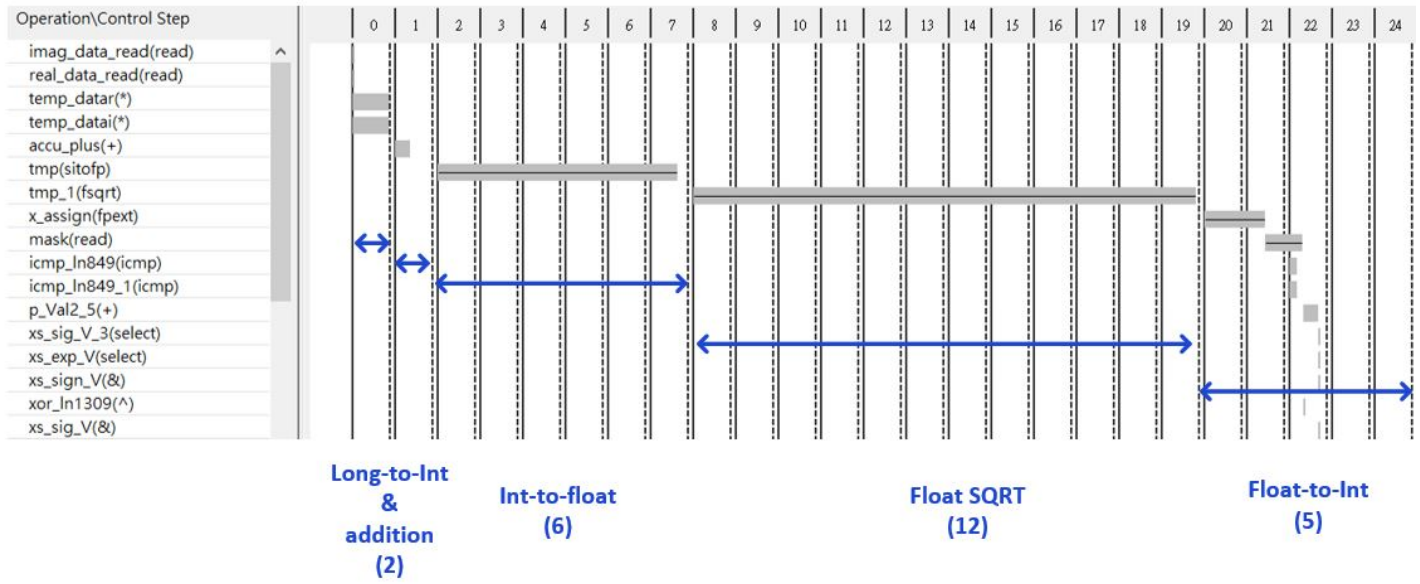 Operation\Control Step
0 1 2 3 4 5 6 7 8 9 10 11 12 13 14 15 16 17 18 19 20 21 22 23 24
imag_data_read(read)
real_data_read(read)
temp_datar(*)
temp_datai(*)
accu_plus(+)
tmp(sitofp)
tmp_1(fsqrt)
x_assign(fpext)
mask(read)
icmp_ln849(icmp)
icmp_ln849_1(icmp)
p_Val2_5(+)
xs_sig_V_3(select)
xs_exp_V(select)
xs_sign_V(&)
xor_ln1309(^)
xs_sig_V(&)
Long-to-Int
&
addition
(2)
Int-to-float
(6)
Float SQRT
(12)
Float-to-Int
(5)